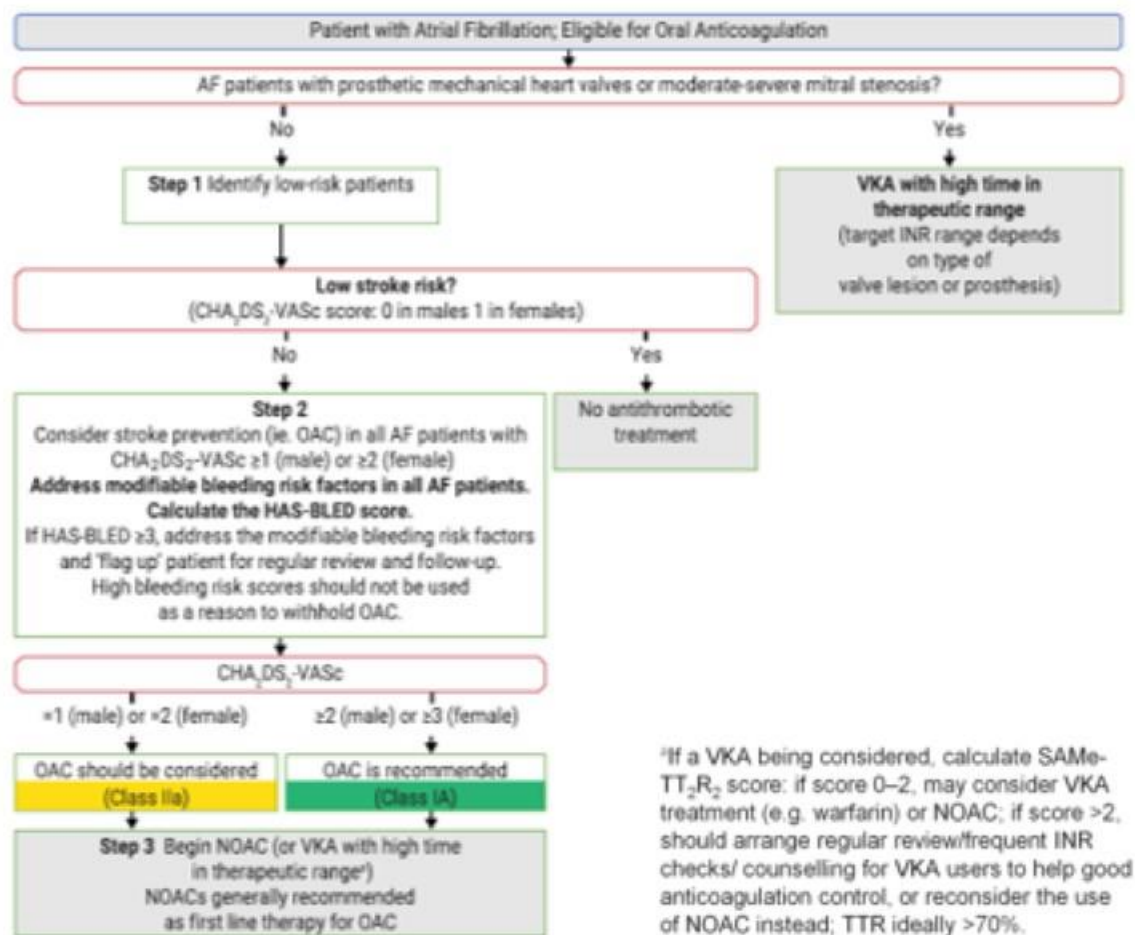 Patient with Atrial Fibrillation; Eligible for Oral Anticoagulation
AF patients with prosthetic mechanical heart valves or moderate-severe mitral stenosis?
No
Yes
Step 1 Identify low-risk patients
VKA with high time in
therapeutic range
(target INR range depends
on type of
valve lesion or prosthesis)
Low stroke risk?
(CHA₂DS₂-VASc score: 0 in males 1 in females)
No
Yes
Step 2
Consider stroke prevention (ie. OAC) in all AF patients with
CHA₂DS₂-VASc ≥1 (male) or ≥2 (female)
Address modifiable bleeding risk factors in all AF patients.
Calculate the HAS-BLED score.
If HAS-BLED ≥3, address the modifiable bleeding risk factors
and 'flag up' patient for regular review and follow-up.
High bleeding risk scores should not be used
as a reason to withhold OAC.
No antithrombotic
treatment
CHA₂DS₂-VASc
=1 (male) or =2 (female)
≥2 (male) or ≥3 (female)
OAC should be considered
(Class IIa)
OAC is recommended
(Class IA)
Step 3 Begin NOAC (or VKA with high time
in therapeutic rangeª)
NOACs generally recommended
as first line therapy for OAC
ªIf a VKA being considered, calculate SAMe-
TT₂R₂ score: if score 0–2, may consider VKA
treatment (e.g. warfarin) or NOAC; if score >2,
should arrange regular review/frequent INR
checks/ counselling for VKA users to help good
anticoagulation control, or reconsider the use
of NOAC instead; TTR ideally >70%.